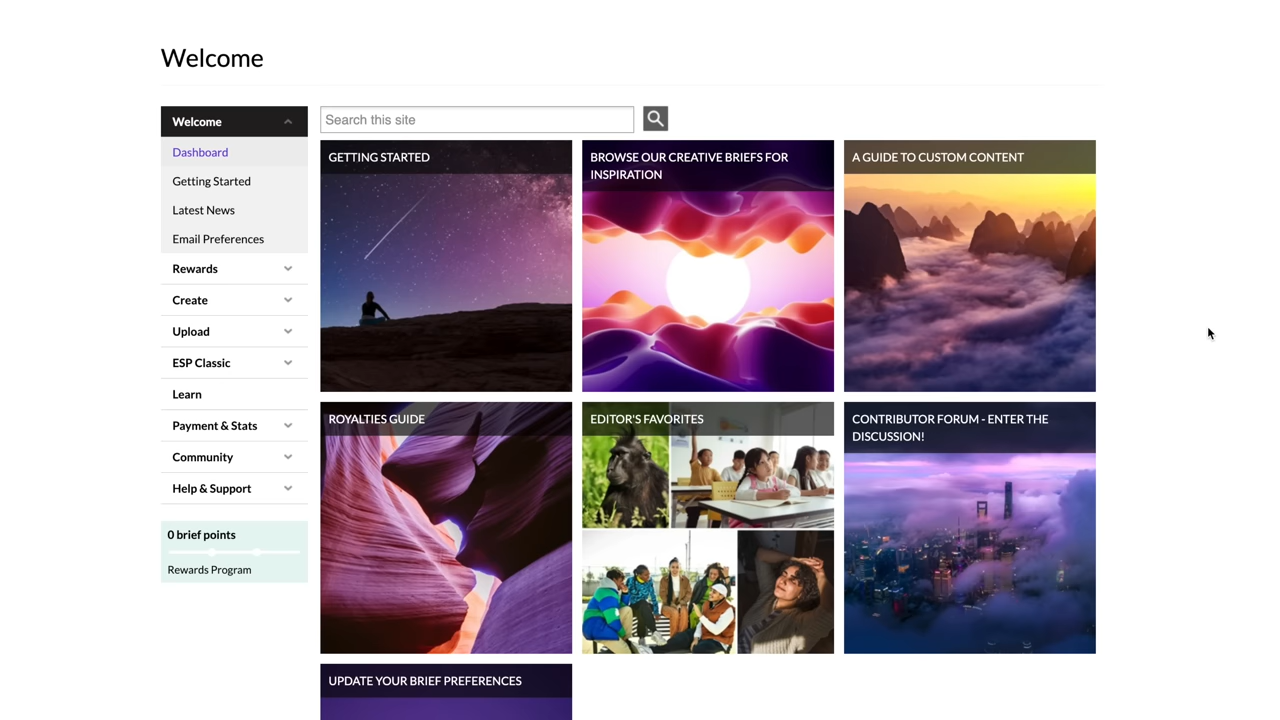 Welcome
Welcome
Dashboard
Getting Started
Latest News
Email Preferences
Rewards
Create
Upload
ESP Classic
Learn
Payment & Stats
Community
Help & Support
0 brief points
Rewards Program
Search this site
GETTING STARTED
BROWSE OUR CREATIVE BRIEFS FOR
INSPIRATION
A GUIDE TO CUSTOM CONTENT
ROYALTIES GUIDE
EDITOR'S FAVORITES
CONTRIBUTOR FORUM - ENTER THE
DISCUSSION!
UPDATE YOUR BRIEF PREFERENCES